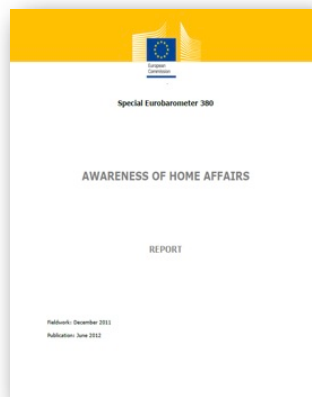 European
Commission
Special Eurobarometer 380
AWARENESS OF HOME AFFAIRS
REPORT
Fieldwork: December 2011
Publication: June 2012